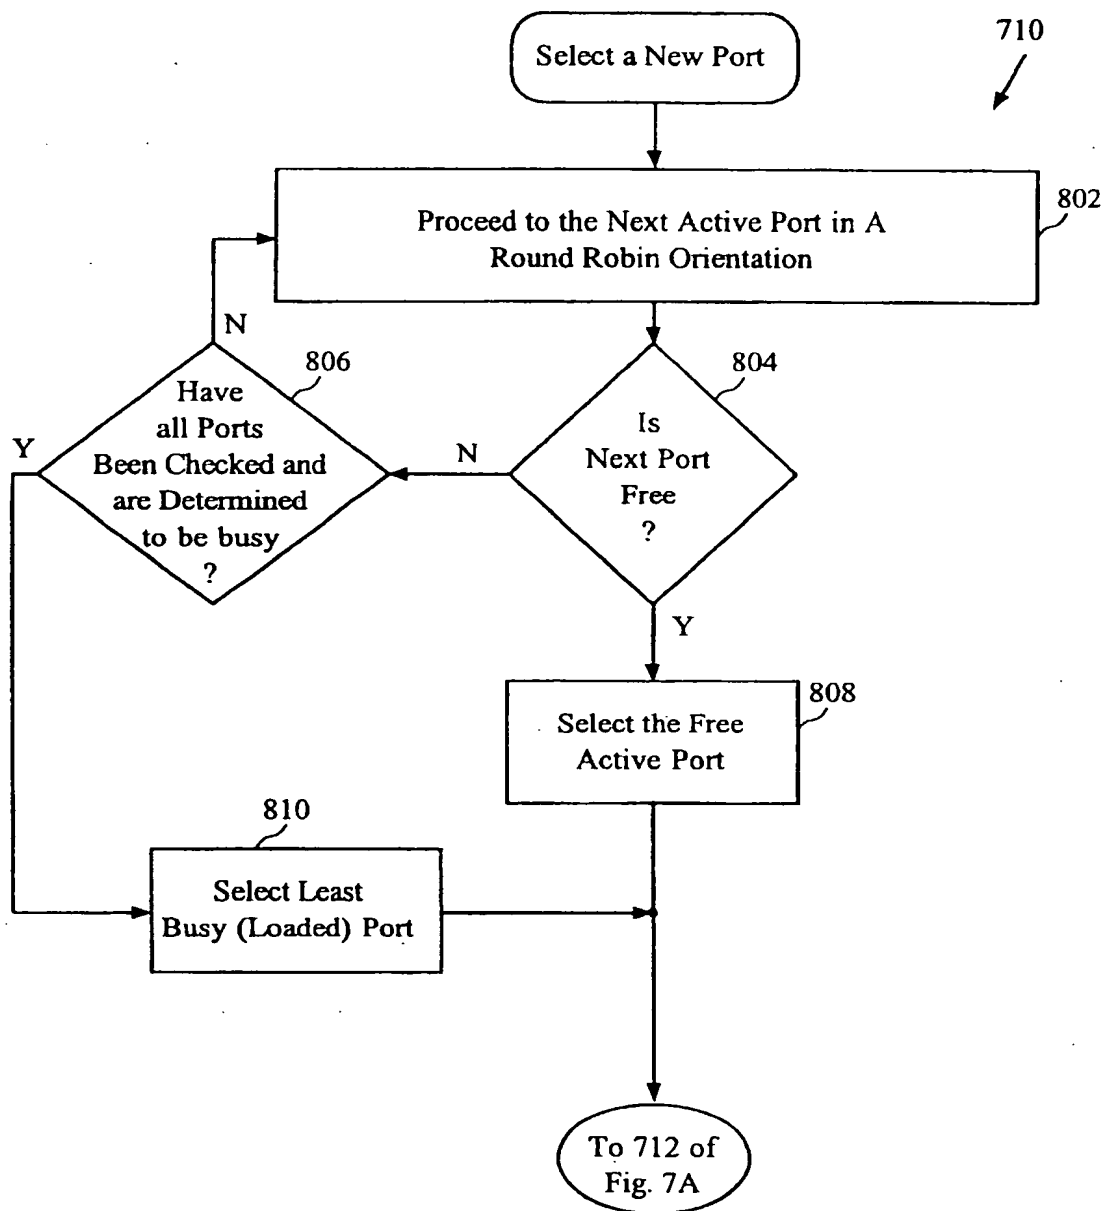 710
Select a New Port
802
Proceed to the Next Active Port in A
Round Robin Orientation
N
806
804
Have
all Ports
Been Checked and
are Determined
to be busy
?
Y
N
Is
Next Port
Free
?
Y
808
Select the Free
Active Port
810
Select Least
Busy (Loaded) Port
To 712 of
Fig. 7A